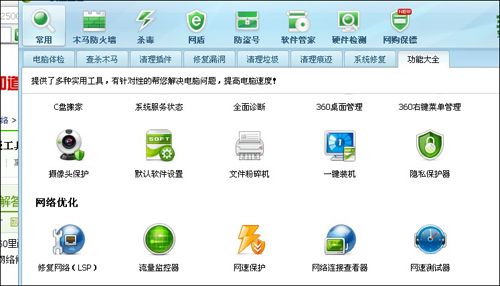 常用 木马防火墙 杀毒 网盾 防盗号 软件管家 硬件检测 网购保镖
电脑体检 查杀木马 清理插件 修复漏洞 清理垃圾 清理痕迹 系统修复 功能大全
提供了多种实用工具,有针对性的帮您解决电脑问题,提高电脑速度!
C盘搬家 系统服务状态 全面诊断 360桌面管理 360右键菜单管理
SOFT
摄像头保护 默认软件设置 文件粉碎机 一键装机 隐私保护器
网络优化
修复网络(LSP) 流量监控器 网速保护 网络连接查看器 网速测试器